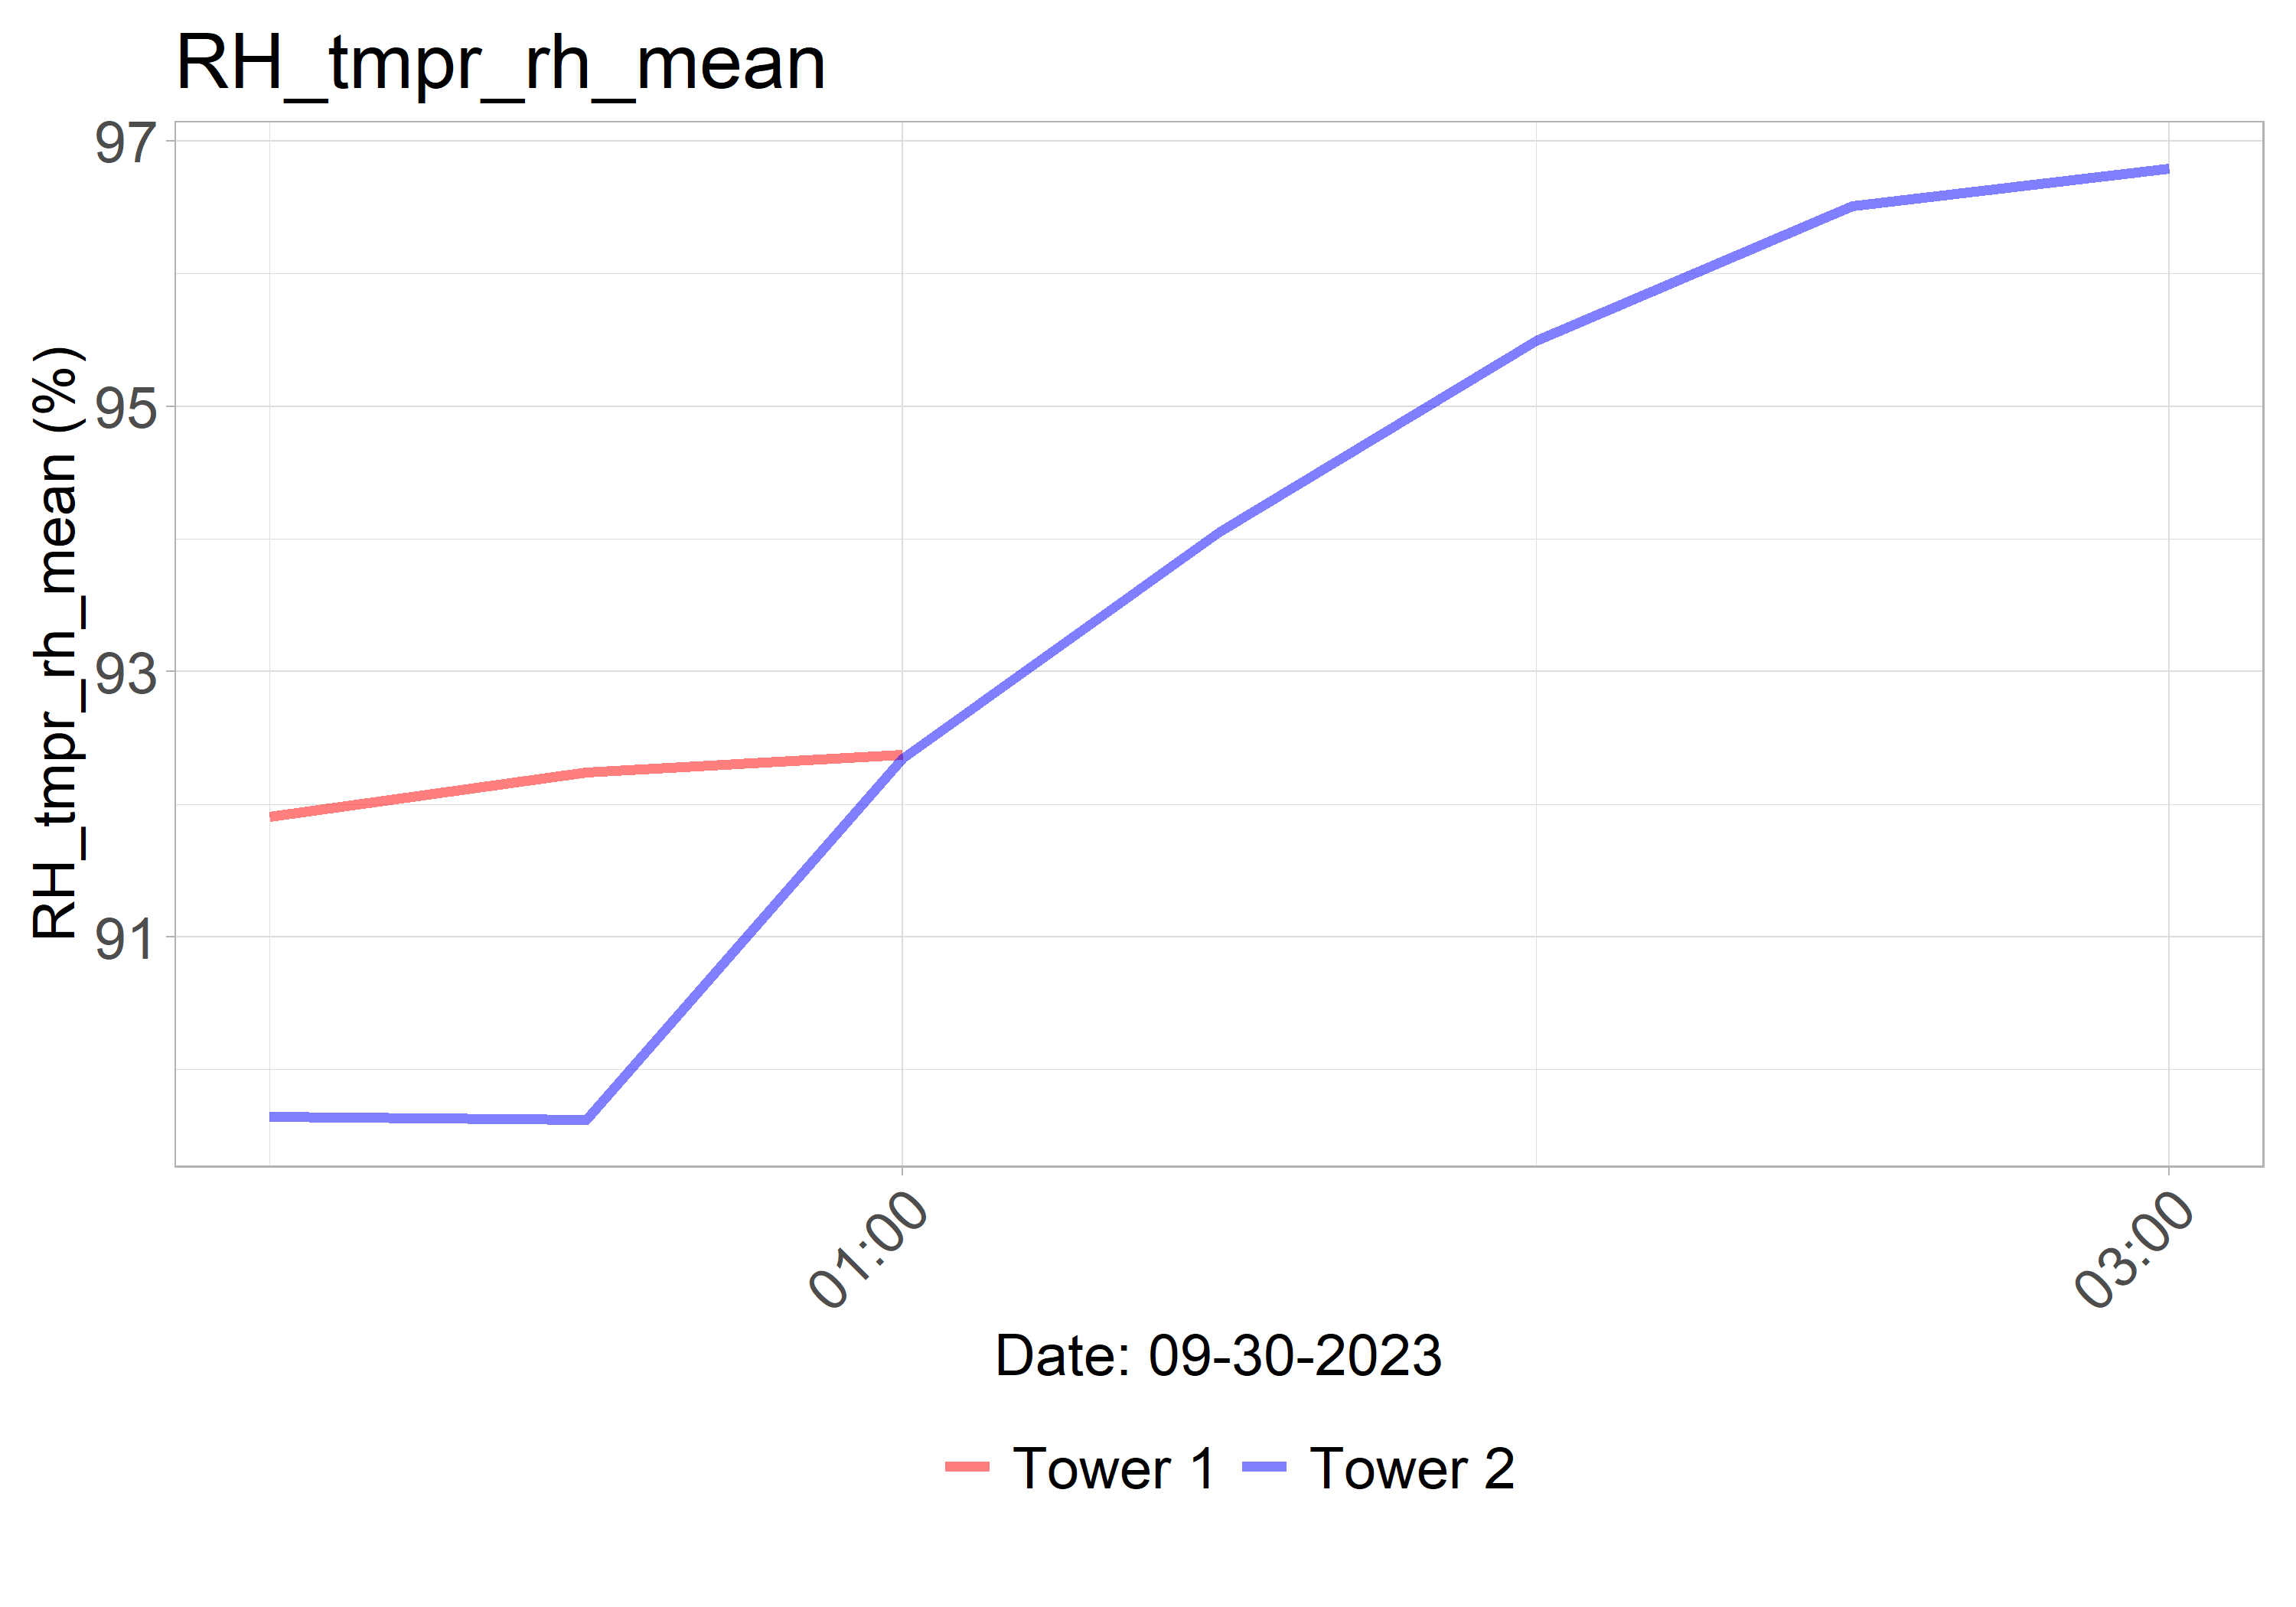 RH_tmpr_rh_mean
RH_tmpr_rh_mean (%)
97
95
93
91
01:00
03:00
Date: 09-30-2023
Tower 1
Tower 2